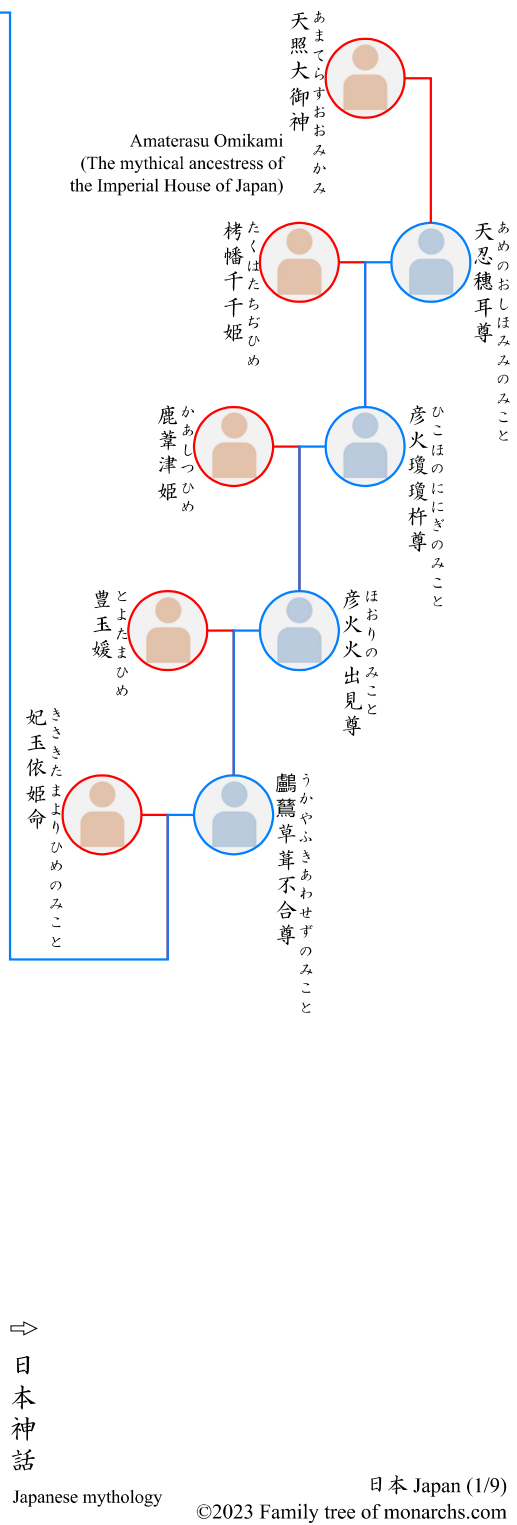 天照大御神
あまてらすおおみかみ
Amaterasu Omikami
(The mythical ancestress of
the Imperial House of Japan)
天忍穗耳尊
あめのおしほみみのみこと
栲幡千千姫
たくはたちぢひめ
彦火瓊瓊杵尊
ひこほのににぎのみこと
鹿葦津姫
かあしつひめ
彦火火出見尊
ほおりのみこと
豊玉媛
とよたまひめ
鸕鶿草葺不合尊
うかやふきあわせずのみこと
妃玉依姫命
きさきたまよりひめのみこと
⇨
日本神話
Japanese mythology
日本 Japan (1/9)
©2023 Family tree of monarchs.com